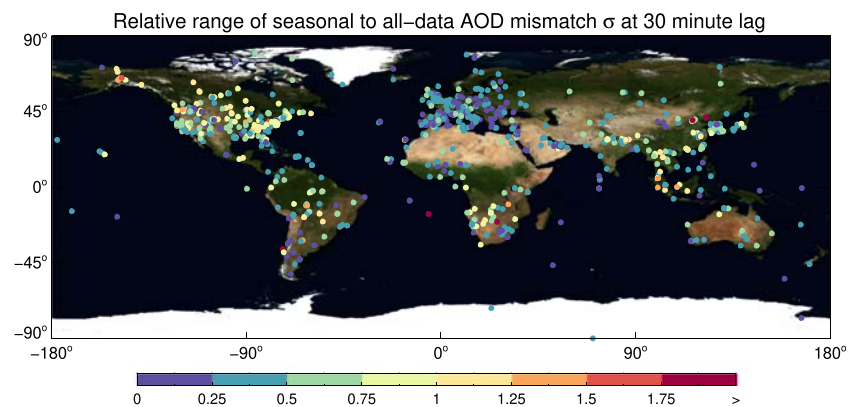 Relative range of seasonal to all−data AOD mismatch σ at 30 minute lag
90°
45°
0°
−45°
−90°
−180° −90° 0° 90° 180°
0 0.25 0.5 0.75 1 1.25 1.5 1.75 >